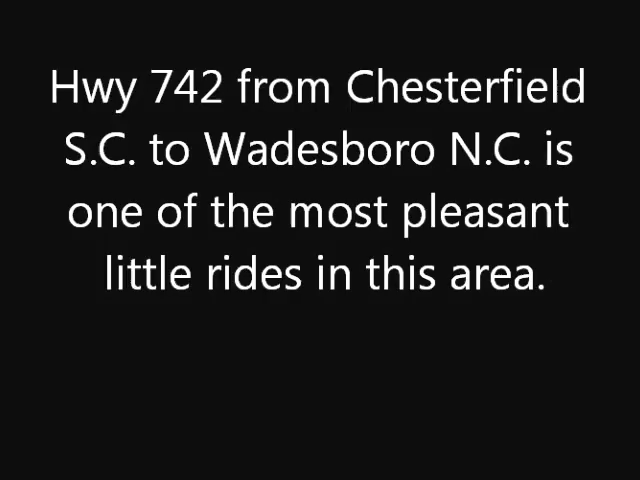 Hwy 742 from Chesterfield
S.C. to Wadesboro N.C. is
one of the most pleasant
little rides in this area.